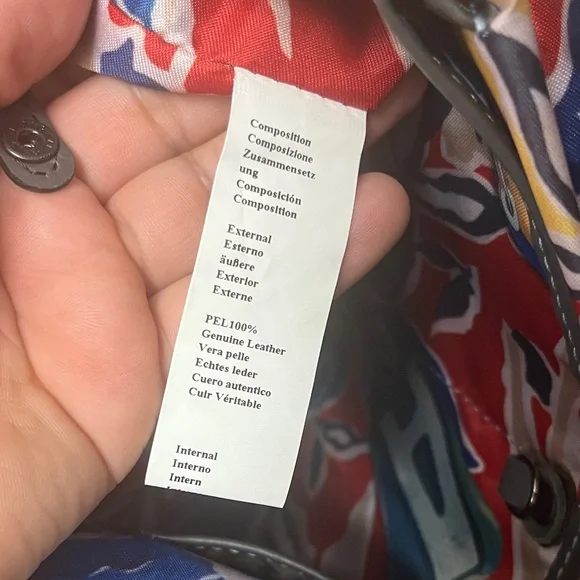 Composition
Composizione
Zusammensetz
ung
Composición
Composition
External
Esterno
äußere
Exterior
Externe
PEL100%
Genuine Leather
Vera pelle
Echtes leder
Cuero autentico
Cuir Véritable
Internal
Interno
Intern